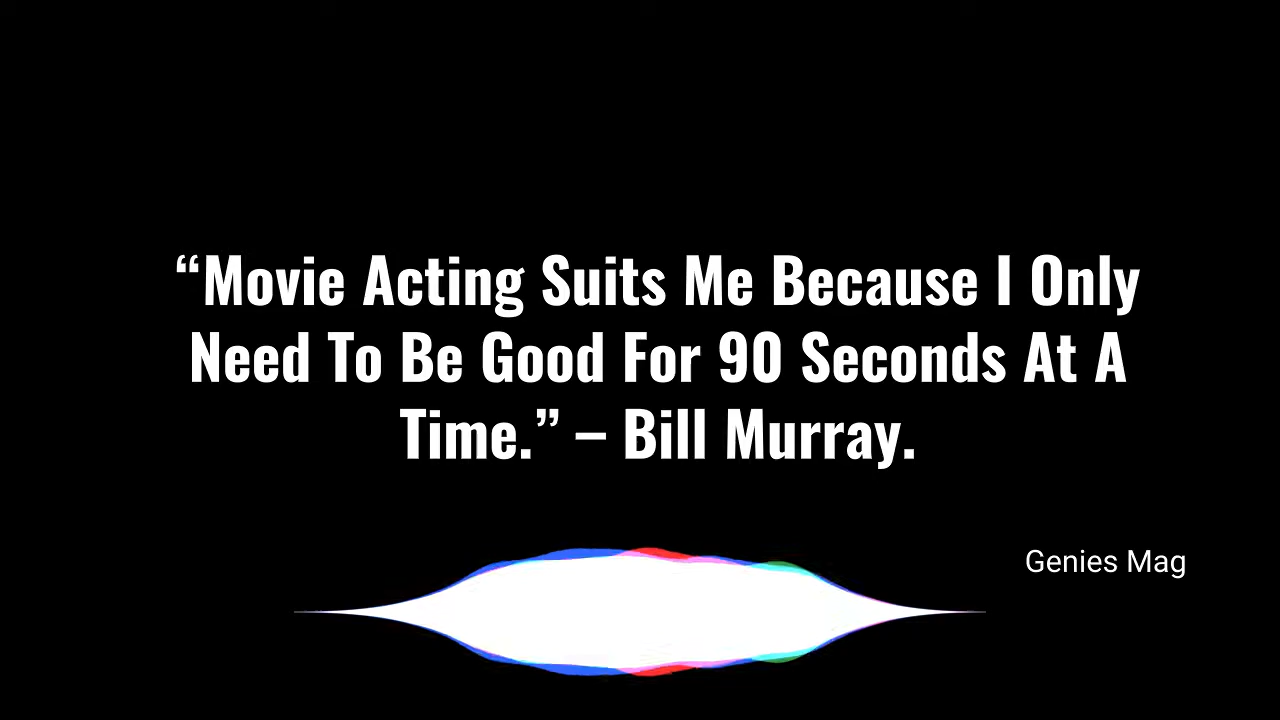 “Movie Acting Suits Me Because I Only
Need To Be Good For 90 Seconds At A
Time.” – Bill Murray.
Genies Mag